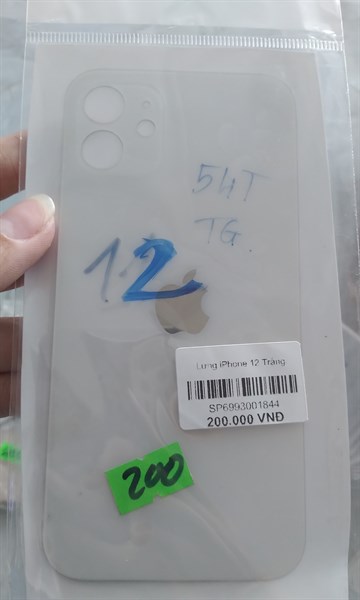 54T
TG.
12
Lưng iPhone 12 Trắng
SP6993001844
200.000 VNĐ
200